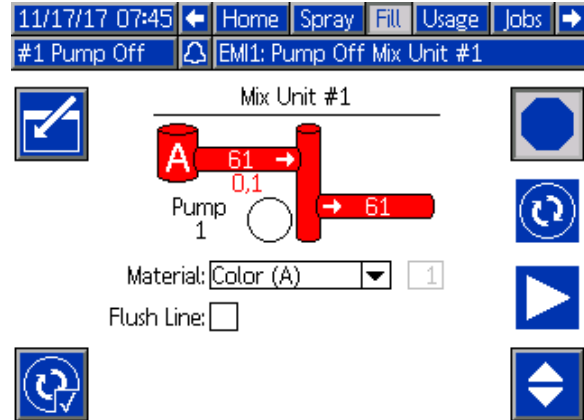 11/17/17 07:45 Home Spray Fill Usage Jobs
#1 Pump Off EMI1: Pump Off Mix Unit #1
Mix Unit #1
A 61
0,1
Pump
1
61
Material: Color (A) 1
Flush Line: